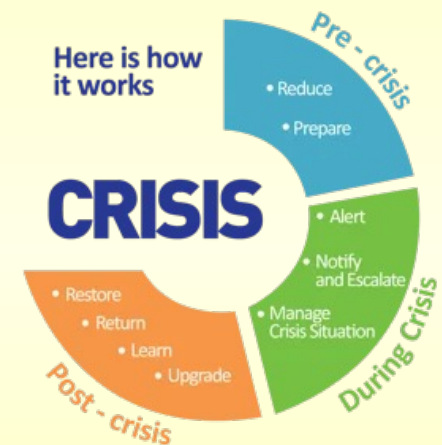 Here is how
it works
CRISIS
Pre - crisis
• Reduce
• Prepare
During Crisis
• Alert
• Notify
and Escalate
• Manage
Crisis Situation
Post - crisis
• Restore
• Return
• Learn
• Upgrade